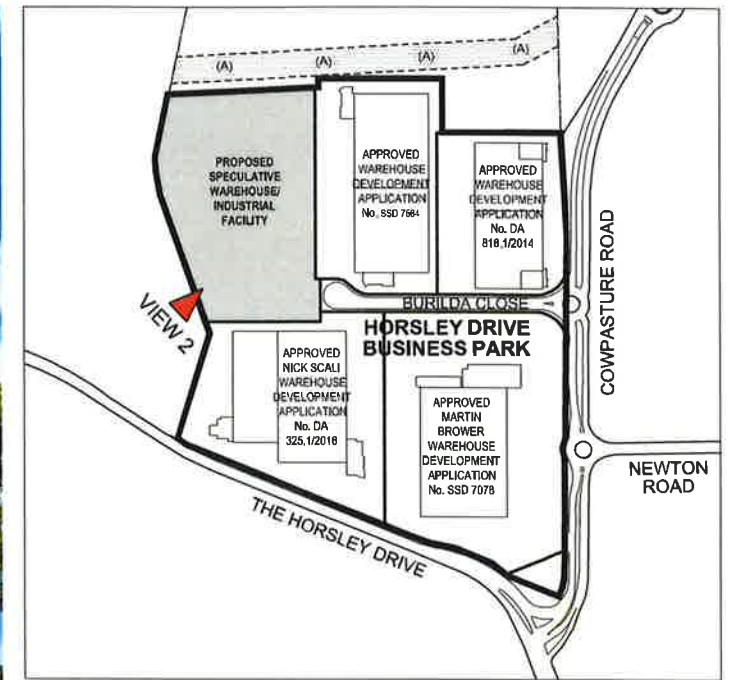 (A)
(A)
(A)
(A)
PROPOSED
SPECULATIVE
WAREHOUSE/
INDUSTRIAL
FACILITY
APPROVED
WAREHOUSE
DEVELOPMENT
APPLICATION
No. SSD 7664
APPROVED
WAREHOUSE
DEVELOPMENT
APPLICATION
No. DA
818.1/2014
VIEW 2
BURILDA CLOSE
HORSLEY DRIVE
BUSINESS PARK
COWPASTURE ROAD
APPROVED
NICK SCALI
WAREHOUSE
DEVELOPMENT
APPLICATION
No. DA
325.1/2016
APPROVED
MARTIN
BROWER
WAREHOUSE
DEVELOPMENT
APPLICATION
No. SSD 7078
NEWTON
ROAD
THE HORSLEY DRIVE